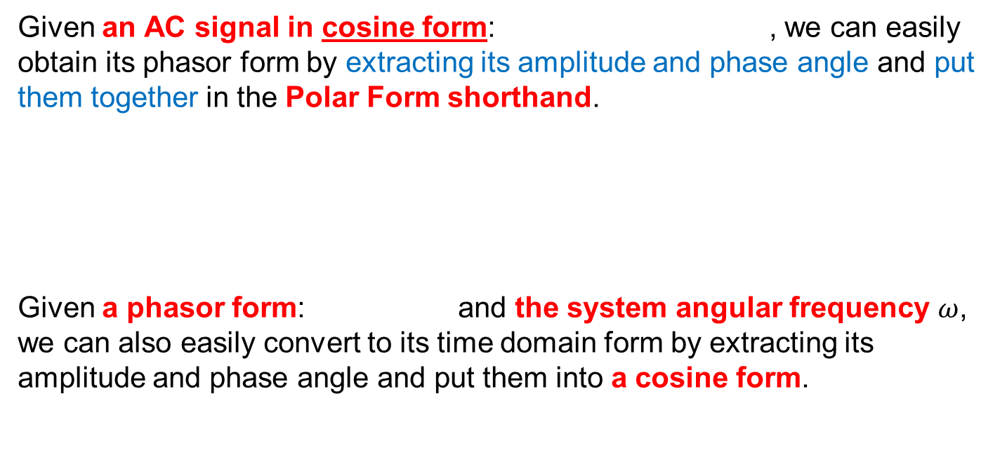 Given an AC signal in cosine form: , we can easily
obtain its phasor form by extracting its amplitude and phase angle and put
them together in the Polar Form shorthand.
Given a phasor form: and the system angular frequency ω,
we can also easily convert to its time domain form by extracting its
amplitude and phase angle and put them into a cosine form.